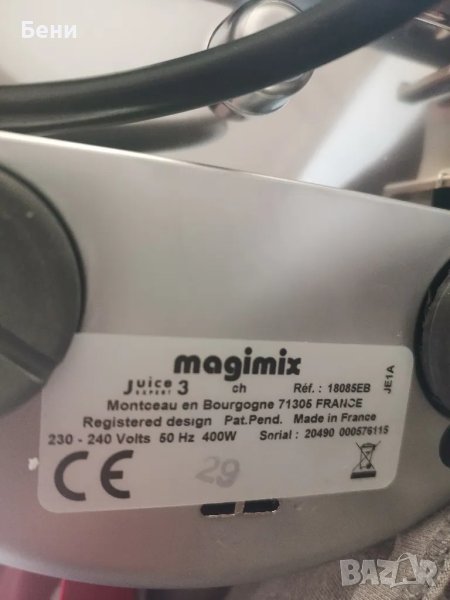 Бени
magimix
Juice 3 ch Réf. : 18085EB
EXPERT
JE1A
Montceau en Bourgogne 71305 FRANCE
Registered design Pat.Pend. Made in France
230 - 240 Volts 50 Hz 400W Serial : 20490 000576115
CE 29
BAZAR